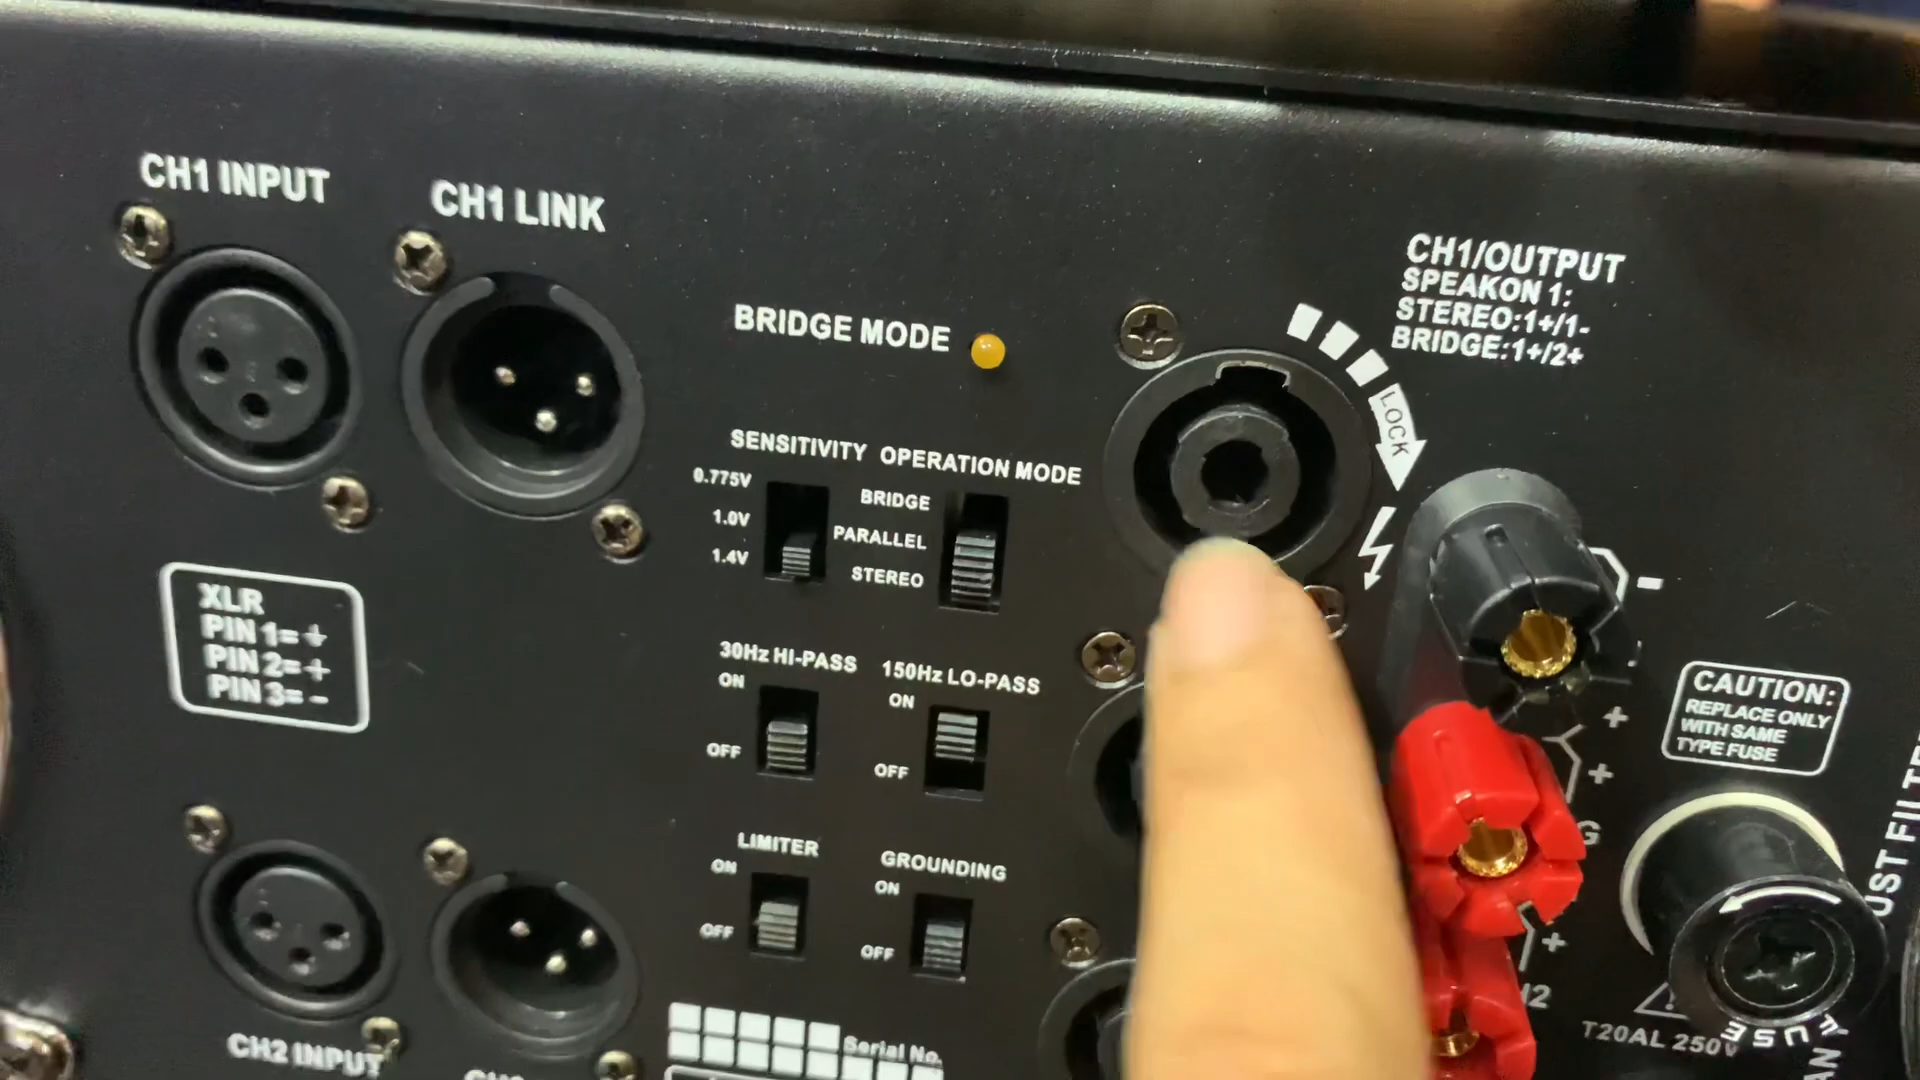 CH1 INPUT
CH1 LINK
BRIDGE MODE
CH1/OUTPUT
SPEAKON 1:
STEREO:1+/1-
BRIDGE:1+/2+
LOCK
SENSITIVITY
0.775V
1.0V
1.4V
OPERATION MODE
BRIDGE
PARALLEL
STEREO
XLR
PIN 1=
PIN 2=+
PIN 3=-
30Hz HI-PASS
ON
OFF
150Hz LO-PASS
ON
OFF
LIMITER
ON
OFF
GROUNDING
ON
OFF
-
+
+
+
CAUTION:
REPLACE ONLY
WITH SAME
TYPE FUSE
T20AL 250V
FUSE
CH2 INPUT
Serial No.